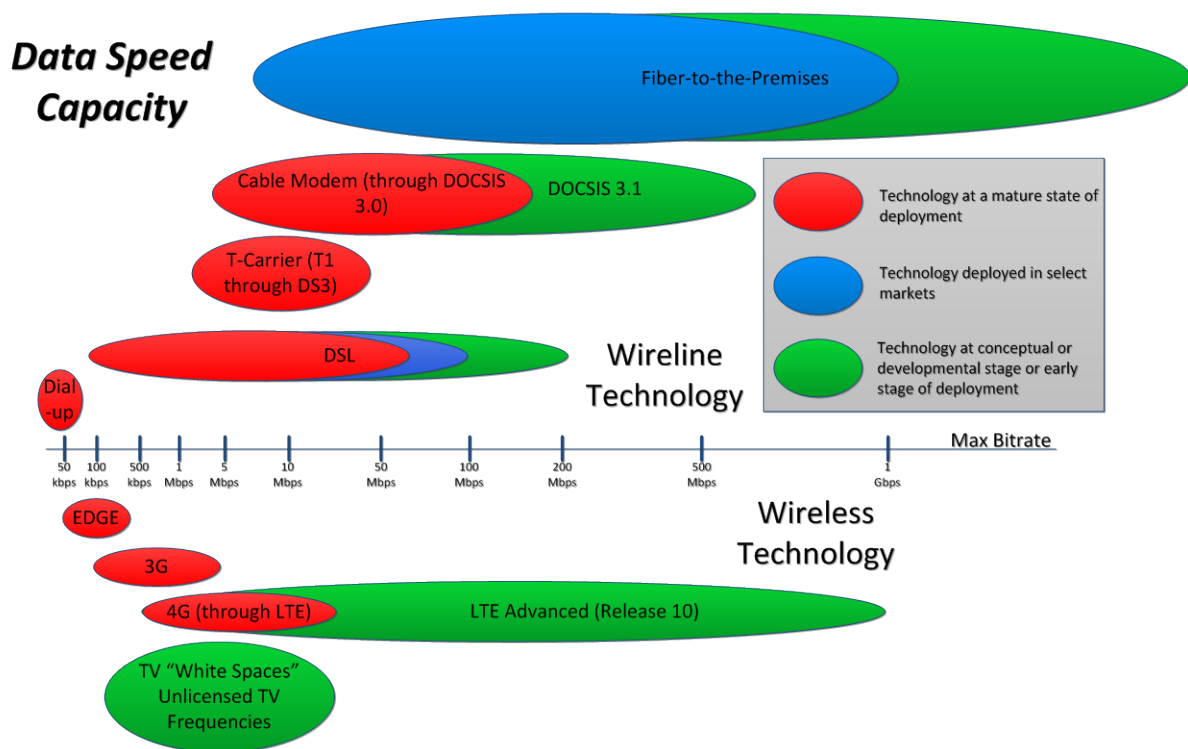 Data Speed
Capacity
Fiber-to-the-Premises
Cable Modem (through DOCSIS
3.0)
DOCSIS 3.1
T-Carrier (T1
through DS3)
DSL
Dial
-up
Wireline
Technology
Technology at a mature state of
deployment
Technology deployed in select
markets
Technology at conceptual or
developmental stage or early
stage of deployment
Max Bitrate
50
kbps
100
kbps
500
kbps
1
Mbps
5
Mbps
10
Mbps
50
Mbps
100
Mbps
200
Mbps
500
Mbps
1
Gbps
EDGE
Wireless
Technology
3G
4G (through LTE)
LTE Advanced (Release 10)
TV “White Spaces”
Unlicensed TV
Frequencies